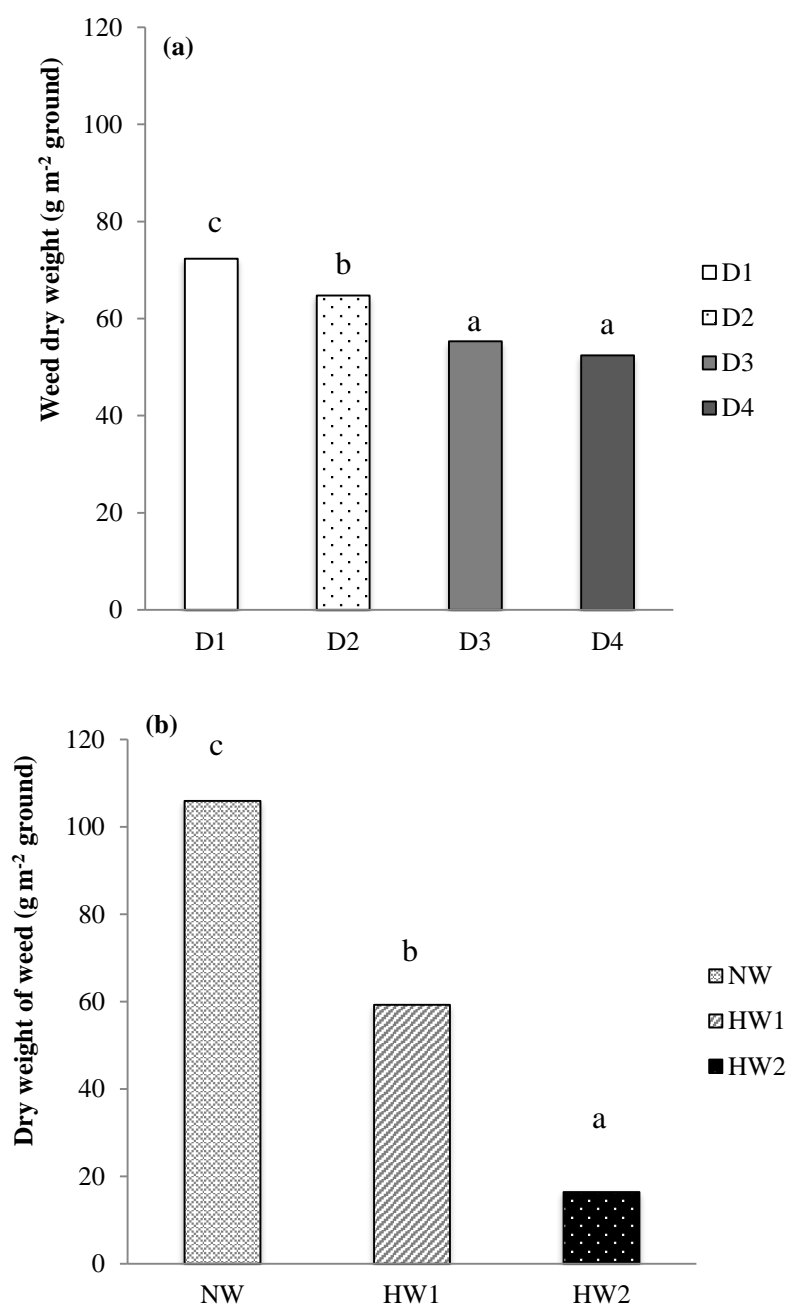 (a)
120
100
80
60
40
20
0
Weed dry weight (g m⁻² ground)
c
b
a
a
D1
D2
D3
D4
D1
D2
D3
D4
(b)
120
100
80
60
40
20
0
Dry weight of weed (g m⁻² ground)
c
b
a
NW
HW1
HW2
NW
HW1
HW2